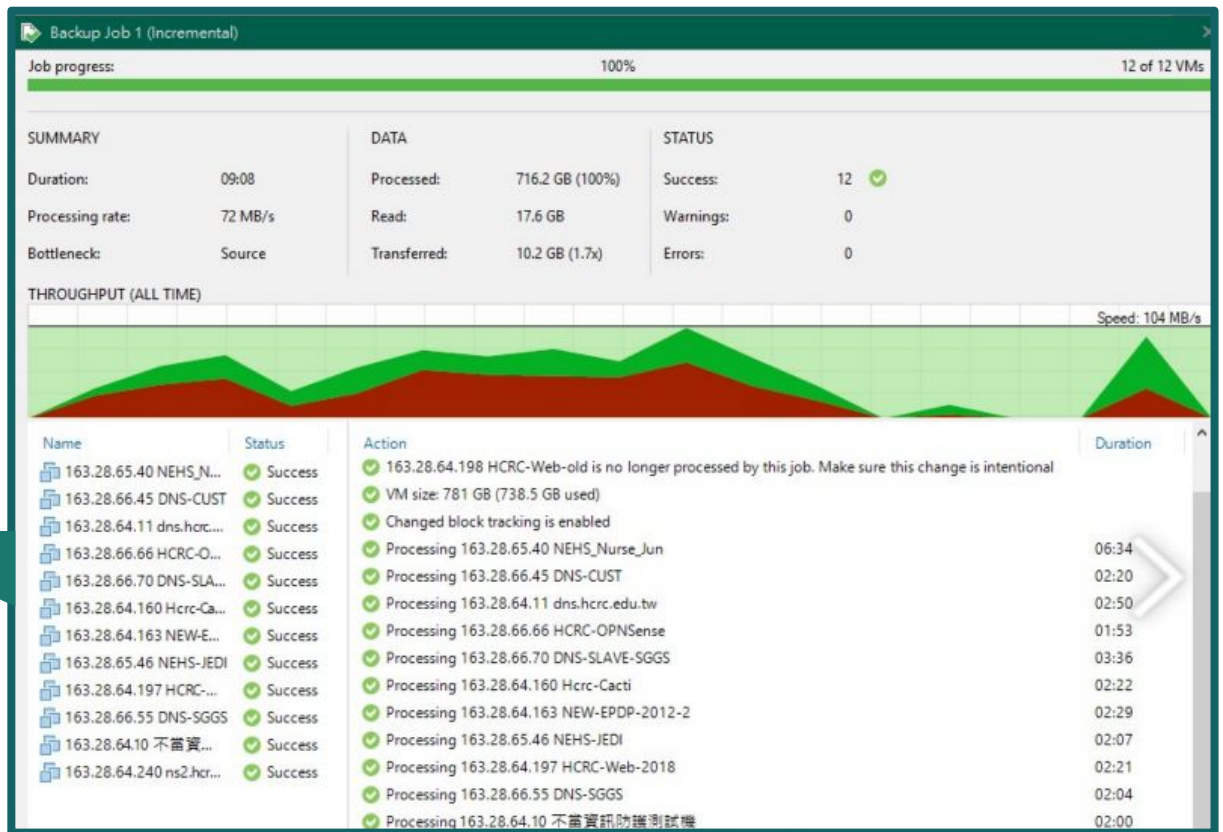 Backup Job 1 (Incremental)
Job progress: 100% 12 of 12 VMs
SUMMARY DATA STATUS
Duration: 09:08 Processed: 716.2 GB (100%) Success: 12
Processing rate: 72 MB/s Read: 17.6 GB Warnings: 0
Bottleneck: Source Transferred: 10.2 GB (1.7x) Errors: 0
THROUGHPUT (ALL TIME)
Speed: 104 MB/s
Name Status
163.28.65.40 NEHS_N... Success
163.28.66.45 DNS-CUST Success
163.28.64.11 dns.hcrc.... Success
163.28.66.66 HCRC-O... Success
163.28.66.70 DNS-SLA... Success
163.28.64.160 Hcrc-Ca... Success
163.28.64.163 NEW-E... Success
163.28.65.46 NEHS-JEDI Success
163.28.64.197 HCRC-... Success
163.28.66.55 DNS-SGGS Success
163.28.64.10 不當資... Success
163.28.64.240 ns2.hcr... Success
Action Duration
163.28.64.198 HCRC-Web-old is no longer processed by this job. Make sure this change is intentional
VM size: 781 GB (738.5 GB used)
Changed block tracking is enabled
Processing 163.28.65.40 NEHS_Nurse_Jun 06:34
Processing 163.28.66.45 DNS-CUST 02:20
Processing 163.28.64.11 dns.hcrc.edu.tw 02:50
Processing 163.28.66.66 HCRC-OPNSense 01:53
Processing 163.28.66.70 DNS-SLAVE-SGGS 03:36
Processing 163.28.64.160 Hcrc-Cacti 02:22
Processing 163.28.64.163 NEW-EPDP-2012-2 02:29
Processing 163.28.65.46 NEHS-JEDI 02:07
Processing 163.28.64.197 HCRC-Web-2018 02:21
Processing 163.28.66.55 DNS-SGGS 02:04
Processing 163.28.64.10 不當資訊防護測試機 02:00